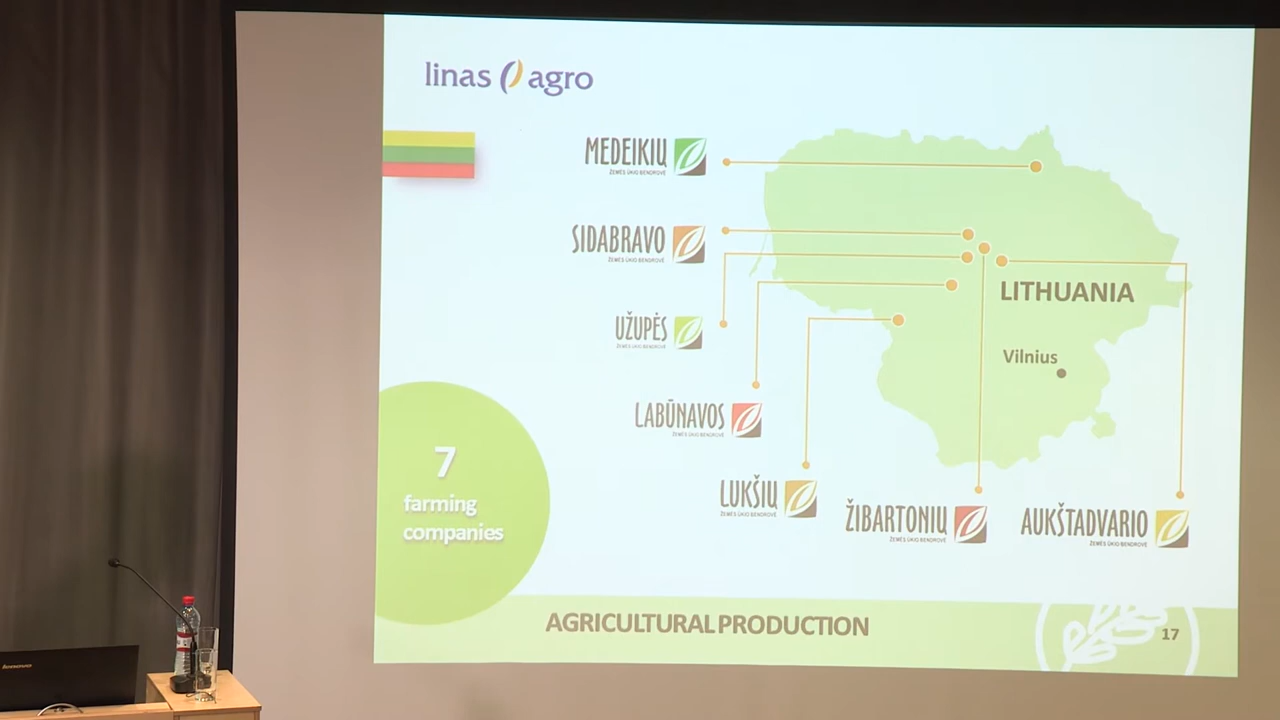 linas agro
MEDEIKIŲ
ŽEMĖS ŪKIO BENDROVĖ
SIDABRAVO
ŽEMĖS ŪKIO BENDROVĖ
UŽUPĖS
ŽEMĖS ŪKIO BENDROVĖ
LABŪNAVOS
ŽEMĖS ŪKIO BENDROVĖ
LUKŠIŲ
ŽEMĖS ŪKIO BENDROVĖ
ŽIBARTONIŲ
ŽEMĖS ŪKIO BENDROVĖ
AUKŠTADVARIO
ŽEMĖS ŪKIO BENDROVĖ
LITHUANIA
Vilnius
7
farming
companies
AGRICULTURAL PRODUCTION
17
Lenovo